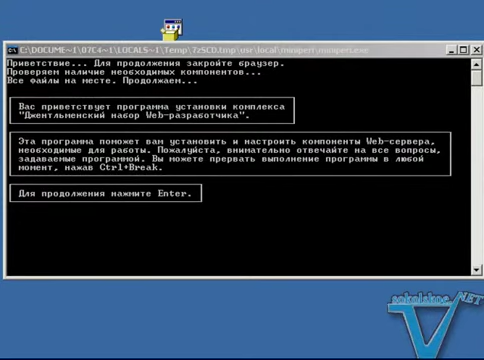 C:\DOCUME~1\07C4~1\LOCALS~1\Temp\7zSCD.tmp\usr\local\miniperl\miniperl.exe
Приветствие... Для продолжения закройте браузер.
Проверяем наличие необходимых компонентов...
Все файлы на месте. Продолжаем...
Вас приветствует программа установки комплекса
"Джентльменский набор Web-разработчика".
Эта программа поможет вам установить и настроить компоненты Web-сервера,
необходимые для работы. Пожалуйста, внимательно отвечайте на все вопросы,
задаваемые программой. Вы можете прервать выполнение программы в любой
момент, нажав Ctrl+Break.
Для продолжения нажмите Enter.
sokolskoe.NET